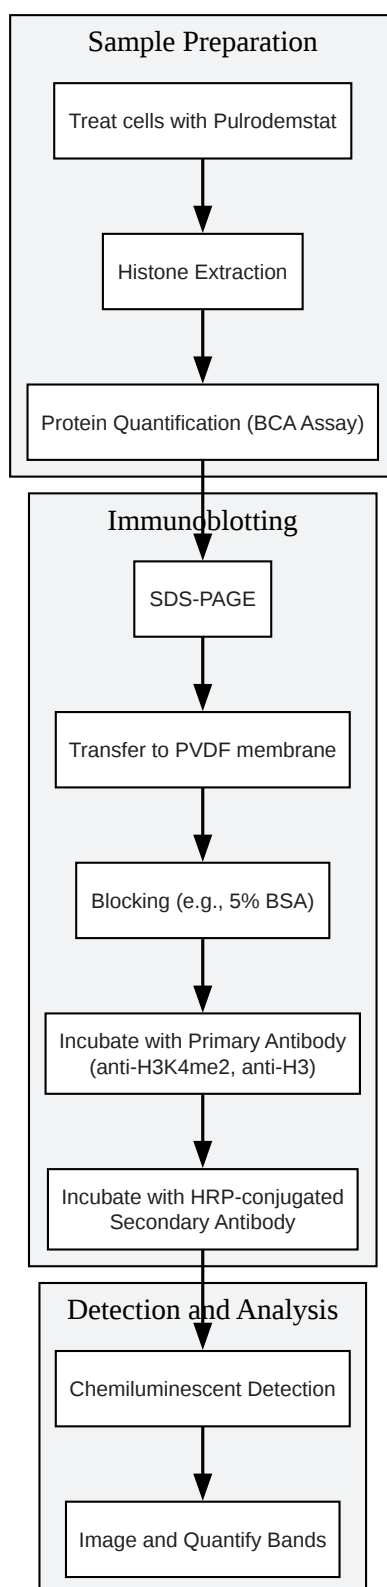 Sample Preparation
Treat cells with Pulrodemstat
Histone Extraction
Protein Quantification (BCA Assay)
Immunoblotting
SDS-PAGE
Transfer to PVDF membrane
Blocking (e.g., 5% BSA)
Incubate with Primary Antibody
(anti-H3K4me2, anti-H3)
Incubate with HRP-conjugated
Secondary Antibody
Detection and Analysis
Chemiluminescent Detection
Image and Quantify Bands